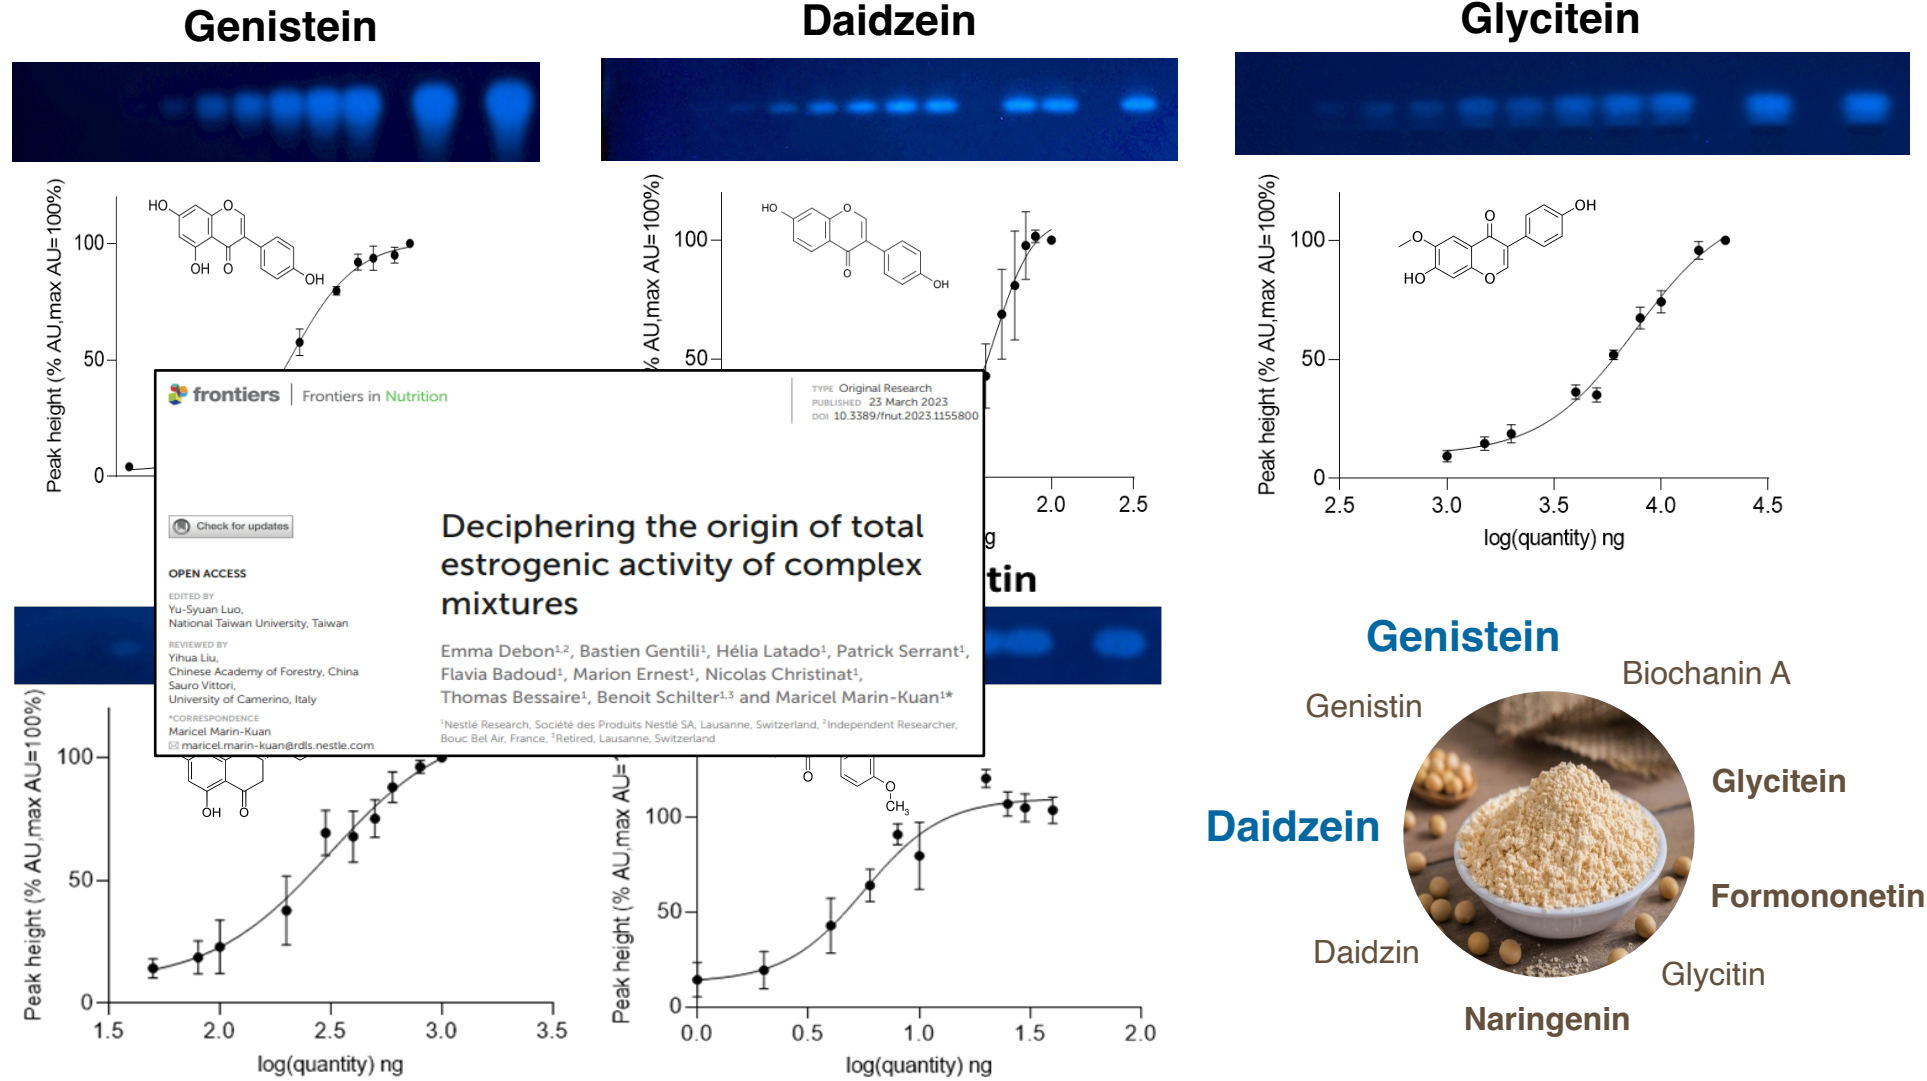 Genistein
Daidzein
Glycitein
Peak height (% AU,max AU=100%)
100
50
0
HO
O
OH
O
OH
% AU,max AU=100%)
100
50
HO
O
O
OH
2.0
2.5
g
Peak height (% AU,max AU=100%)
100
50
0
O
O
OH
HO
O
2.5
3.0
3.5
4.0
4.5
log(quantity) ng
frontiers | Frontiers in Nutrition
TYPE Original Research
PUBLISHED 23 March 2023
DOI 10.3389/fnut.2023.1155800
Check for updates
OPEN ACCESS
EDITED BY
Yu-Syuan Luo,
National Taiwan University, Taiwan
REVIEWED BY
Yihua Liu,
Chinese Academy of Forestry, China
Sauro Vittori,
University of Camerino, Italy
*CORRESPONDENCE
Maricel Marin-Kuan
maricel.marin-kuan@rdls.nestle.com
Deciphering the origin of total
estrogenic activity of complex
mixtures
Emma Debon1,2, Bastien Gentili1, Hélia Latado1, Patrick Serrant1,
Flavia Badoud1, Marion Ernest1, Nicolas Christinat1,
Thomas Bessaire1, Benoit Schilter1,3 and Maricel Marin-Kuan1*
1Nestlé Research, Société des Produits Nestlé SA, Lausanne, Switzerland, 2Independent Researcher,
Bouc Bel Air, France, 3Retired, Lausanne, Switzerland
tin
Peak height (% AU,max AU=100%)
100
50
0
OH
O
1.5
2.0
2.5
3.0
3.5
log(quantity) ng
Peak height (% AU,max AU=
100
50
0
O
O
CH3
0.0
0.5
1.0
1.5
2.0
log(quantity) ng
Genistein
Biochanin A
Genistin
Glycitein
Daidzein
Formononetin
Daidzin
Glycitin
Naringenin